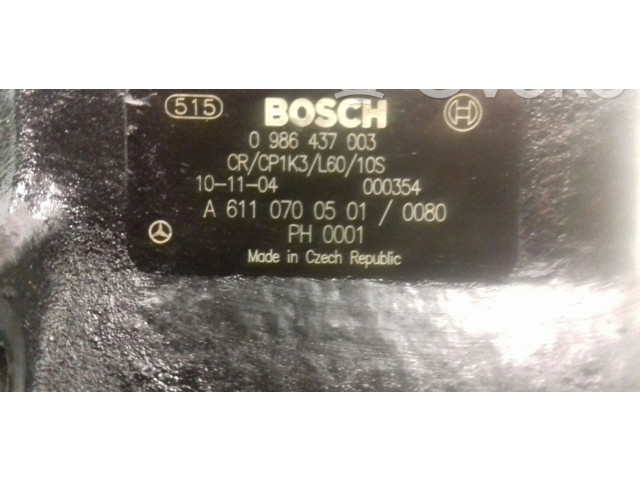 515 BOSCH
0 986 437 003
CR/CP1K3/L60/10S
10-11-04 000354
A 611 070 05 01 / 0080
PH 0001
Made in Czech Republic